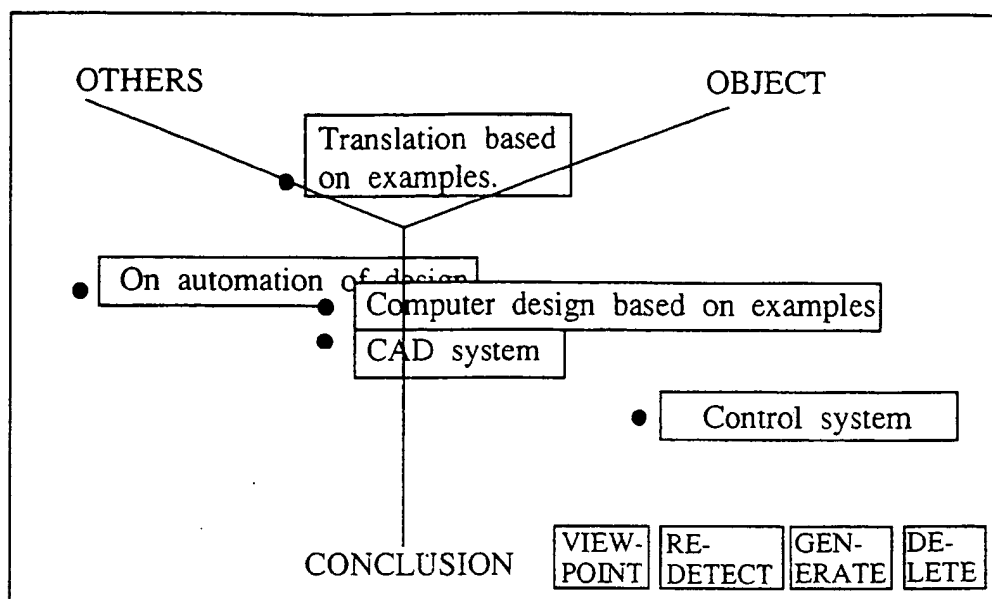 OTHERS
OBJECT
Translation based
on examples.
On automation of design
Computer design based on examples
CAD system
Control system
CONCLUSION
VIEW-
POINT
RE-
DETECT
GEN-
ERATE
DE-
LETE